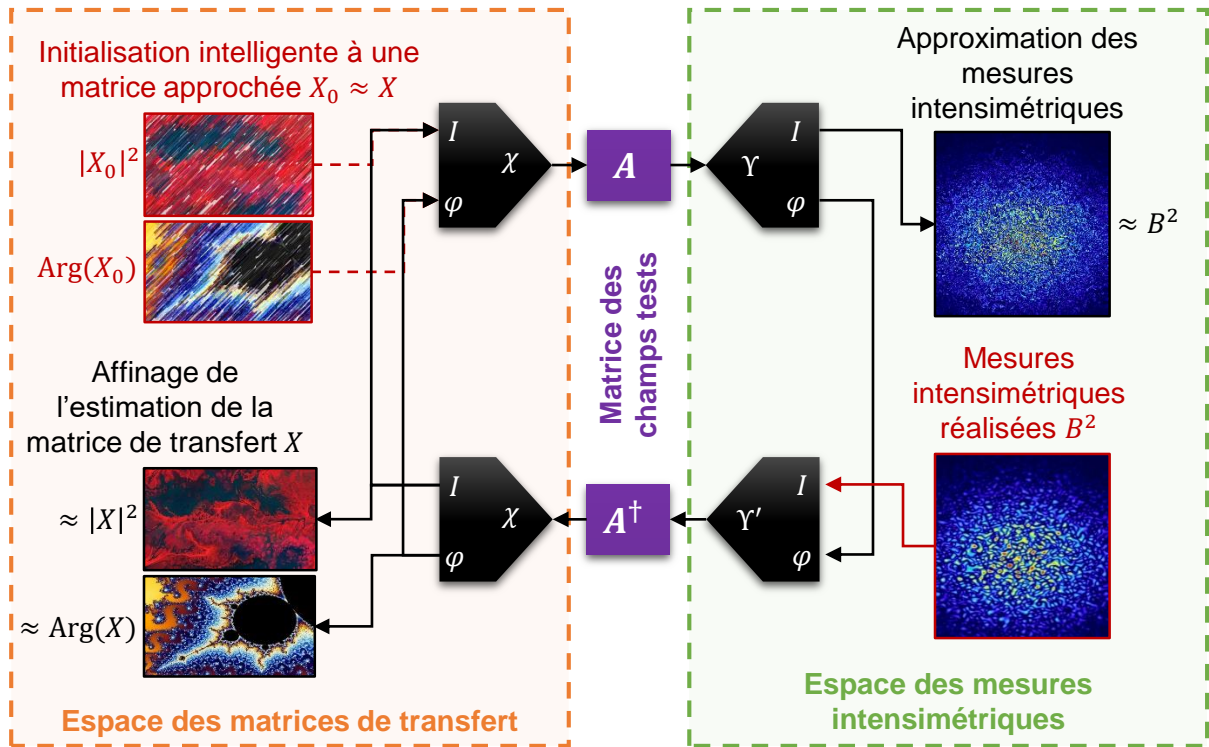 Initialisation intelligente à une
matrice approchée X₀ ≈ X
|X₀|²
Arg(X₀)
I
χ
φ
A
I
ϒ
φ
Approximation des
mesures
intensimétriques
≈ B²
Matrice des
champs tests
Affinage de
l'estimation de la
matrice de transfert X
≈ |X|²
≈ Arg(X)
I
χ
φ
A†
I
ϒ′
φ
Mesures
intensimétriques
réalisées B²
Espace des matrices de transfert
Espace des mesures
intensimétriques